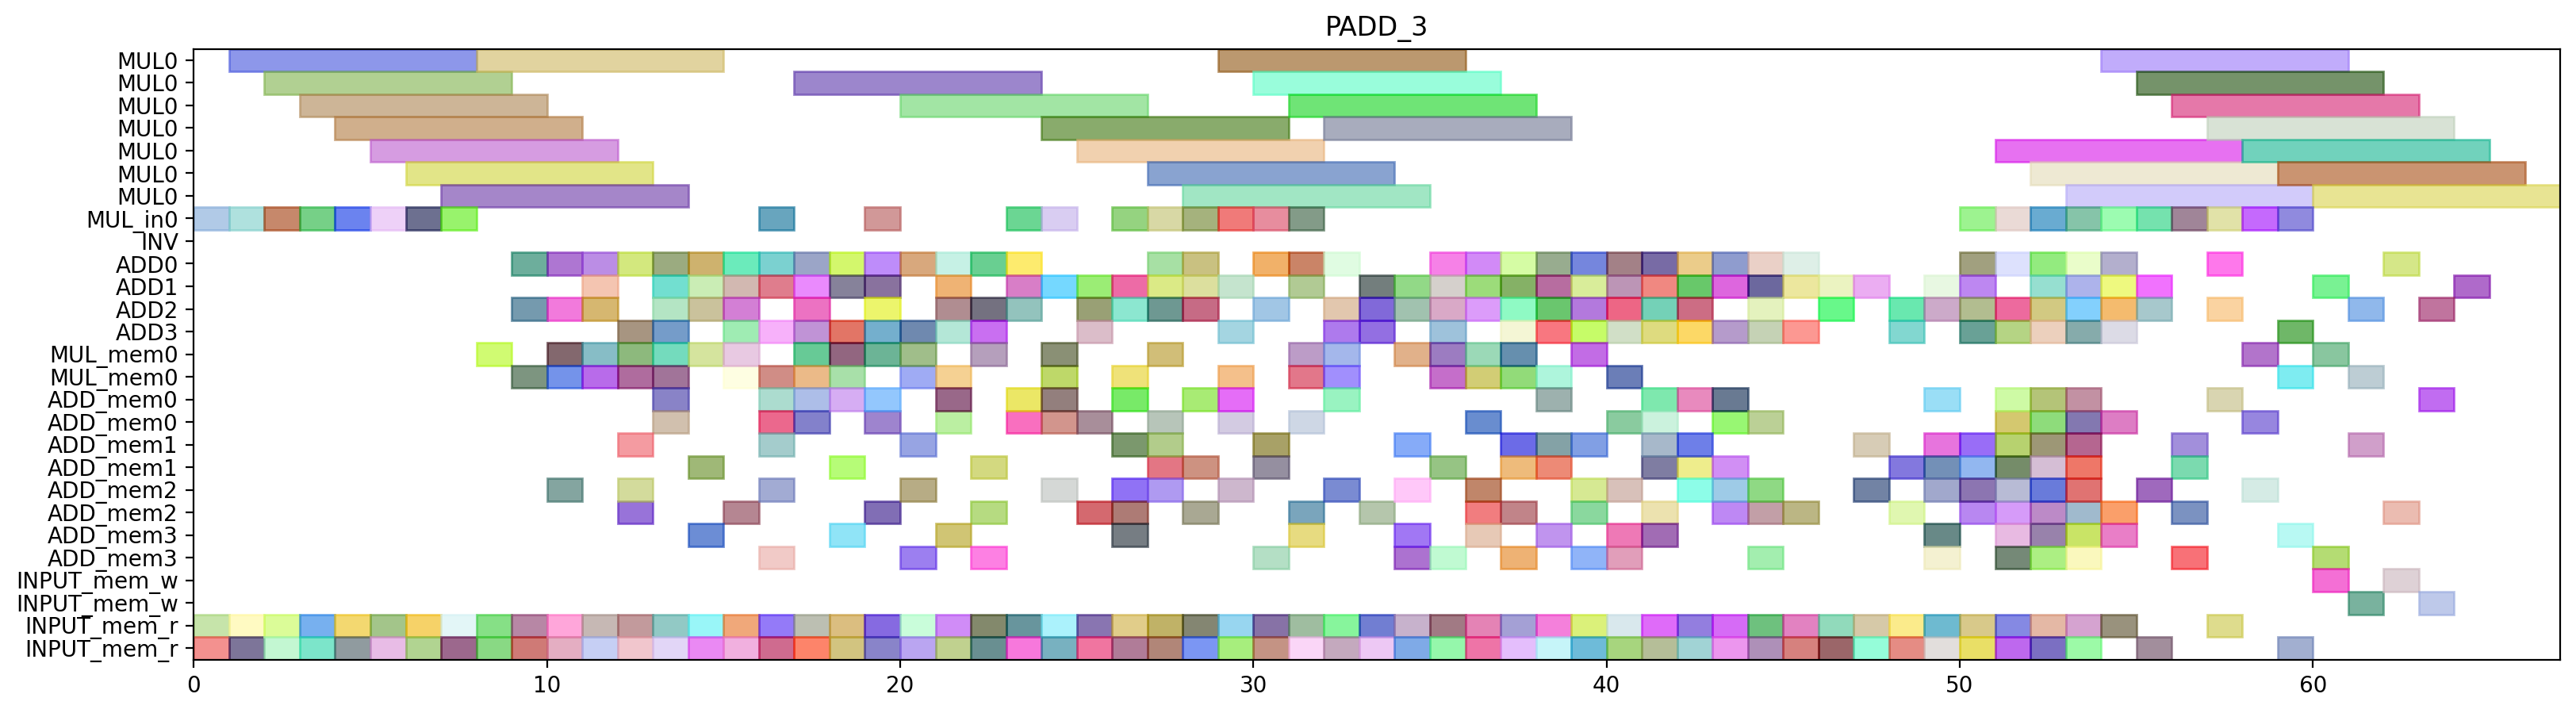 PADD_3
MUL0
MUL0
MUL0
MUL0
MUL0
MUL0
MUL0
MUL_in0
INV
ADD0
ADD1
ADD2
ADD3
MUL_mem0
MUL_mem0
ADD_mem0
ADD_mem0
ADD_mem1
ADD_mem1
ADD_mem2
ADD_mem2
ADD_mem3
ADD_mem3
INPUT_mem_w
INPUT_mem_w
INPUT_mem_r
INPUT_mem_r
0 10 20 30 40 50 60